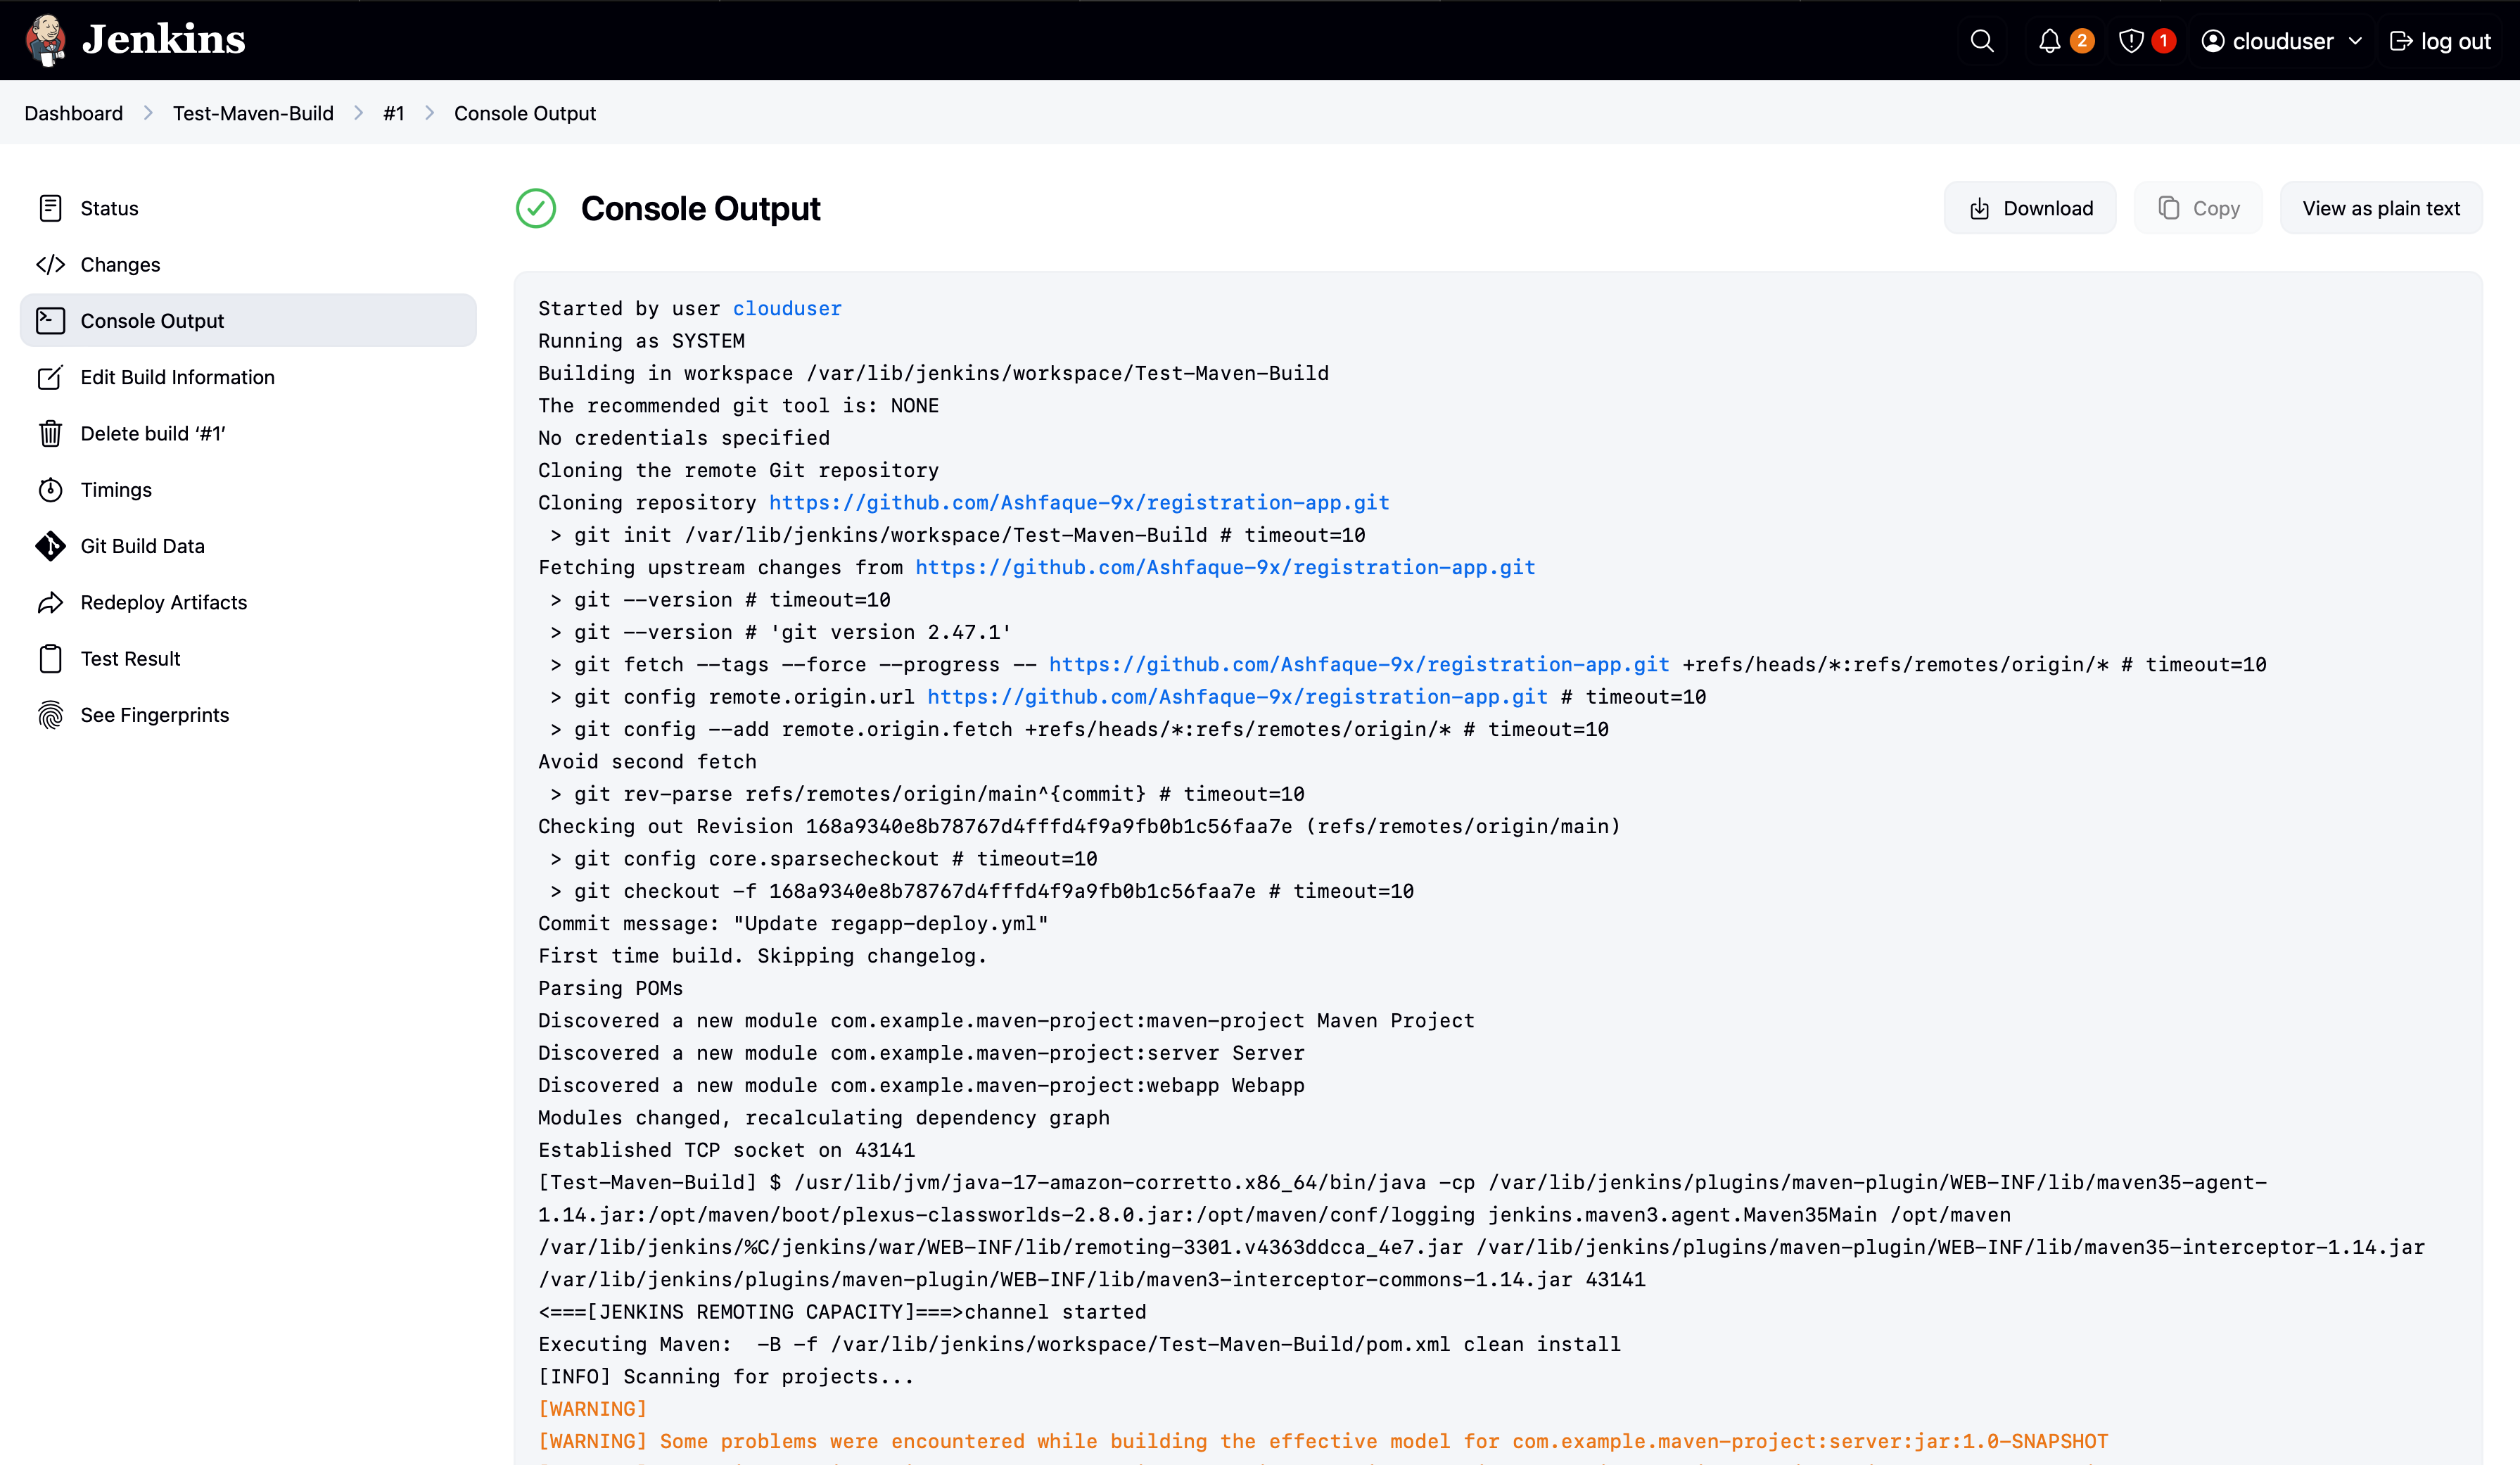 Jenkins
2
1
clouduser
log out
Dashboard
Test-Maven-Build
#1
Console Output
Status
Changes
Console Output
Edit Build Information
Delete build ‘#1’
Timings
Git Build Data
Redeploy Artifacts
Test Result
See Fingerprints
Console Output
Download
Copy
View as plain text
Started by user clouduser
Running as SYSTEM
Building in workspace /var/lib/jenkins/workspace/Test-Maven-Build
The recommended git tool is: NONE
No credentials specified
Cloning the remote Git repository
Cloning repository https://github.com/Ashfaque-9x/registration-app.git
 > git init /var/lib/jenkins/workspace/Test-Maven-Build # timeout=10
Fetching upstream changes from https://github.com/Ashfaque-9x/registration-app.git
 > git --version # timeout=10
 > git --version # 'git version 2.47.1'
 > git fetch --tags --force --progress -- https://github.com/Ashfaque-9x/registration-app.git +refs/heads/*:refs/remotes/origin/* # timeout=10
 > git config remote.origin.url https://github.com/Ashfaque-9x/registration-app.git # timeout=10
 > git config --add remote.origin.fetch +refs/heads/*:refs/remotes/origin/* # timeout=10
Avoid second fetch
 > git rev-parse refs/remotes/origin/main^{commit} # timeout=10
Checking out Revision 168a9340e8b78767d4fffd4f9a9fb0b1c56faa7e (refs/remotes/origin/main)
 > git config core.sparsecheckout # timeout=10
 > git checkout -f 168a9340e8b78767d4fffd4f9a9fb0b1c56faa7e # timeout=10
Commit message: "Update regapp-deploy.yml"
First time build. Skipping changelog.
Parsing POMs
Discovered a new module com.example.maven-project:maven-project Maven Project
Discovered a new module com.example.maven-project:server Server
Discovered a new module com.example.maven-project:webapp Webapp
Modules changed, recalculating dependency graph
Established TCP socket on 43141
[Test-Maven-Build] $ /usr/lib/jvm/java-17-amazon-corretto.x86_64/bin/java -cp /var/lib/jenkins/plugins/maven-plugin/WEB-INF/lib/maven35-agent-
1.14.jar:/opt/maven/boot/plexus-classworlds-2.8.0.jar:/opt/maven/conf/logging jenkins.maven3.agent.Maven35Main /opt/maven
/var/lib/jenkins/%C/jenkins/war/WEB-INF/lib/remoting-3301.v4363ddcca_4e7.jar /var/lib/jenkins/plugins/maven-plugin/WEB-INF/lib/maven35-interceptor-1.14.jar
/var/lib/jenkins/plugins/maven-plugin/WEB-INF/lib/maven3-interceptor-commons-1.14.jar 43141
<===[JENKINS REMOTING CAPACITY]===>channel started
Executing Maven:  -B -f /var/lib/jenkins/workspace/Test-Maven-Build/pom.xml clean install
[INFO] Scanning for projects...
[WARNING]
[WARNING] Some problems were encountered while building the effective model for com.example.maven-project:server:jar:1.0-SNAPSHOT